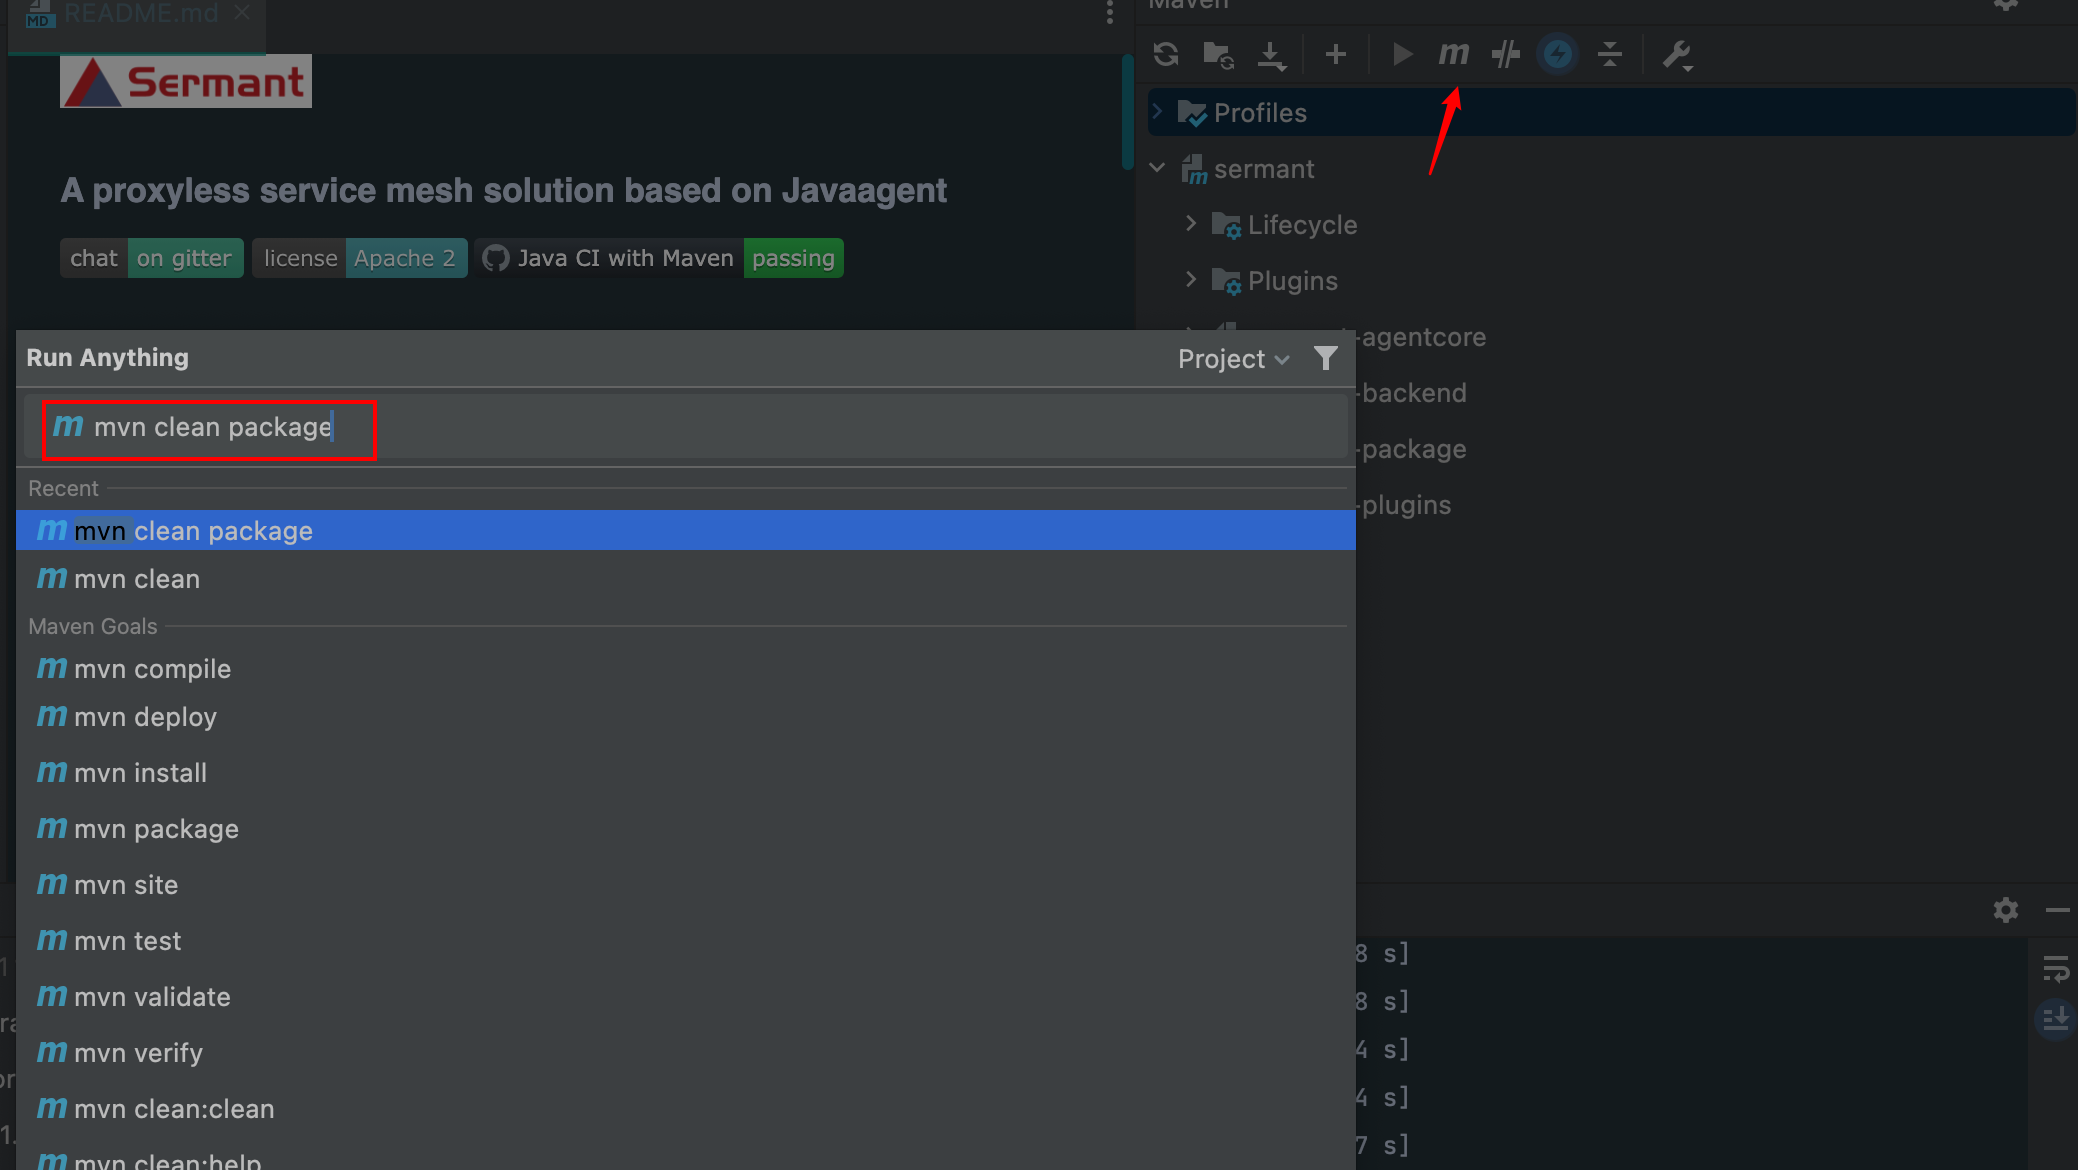 README.md
Maven
Sermant
A proxyless service mesh solution based on Javaagent
chat on gitter license Apache 2 Java CI with Maven passing
Profiles
sermant
Lifecycle
Plugins
-agentcore
-backend
-package
-plugins
Run Anything
Project
mvn clean package
Recent
mvn clean package
mvn clean
Maven Goals
mvn compile
mvn deploy
mvn install
mvn package
mvn site
mvn test
mvn validate
mvn verify
mvn clean:clean
mvn clean:help
8 s]
8 s]
4 s]
4 s]
7 s]